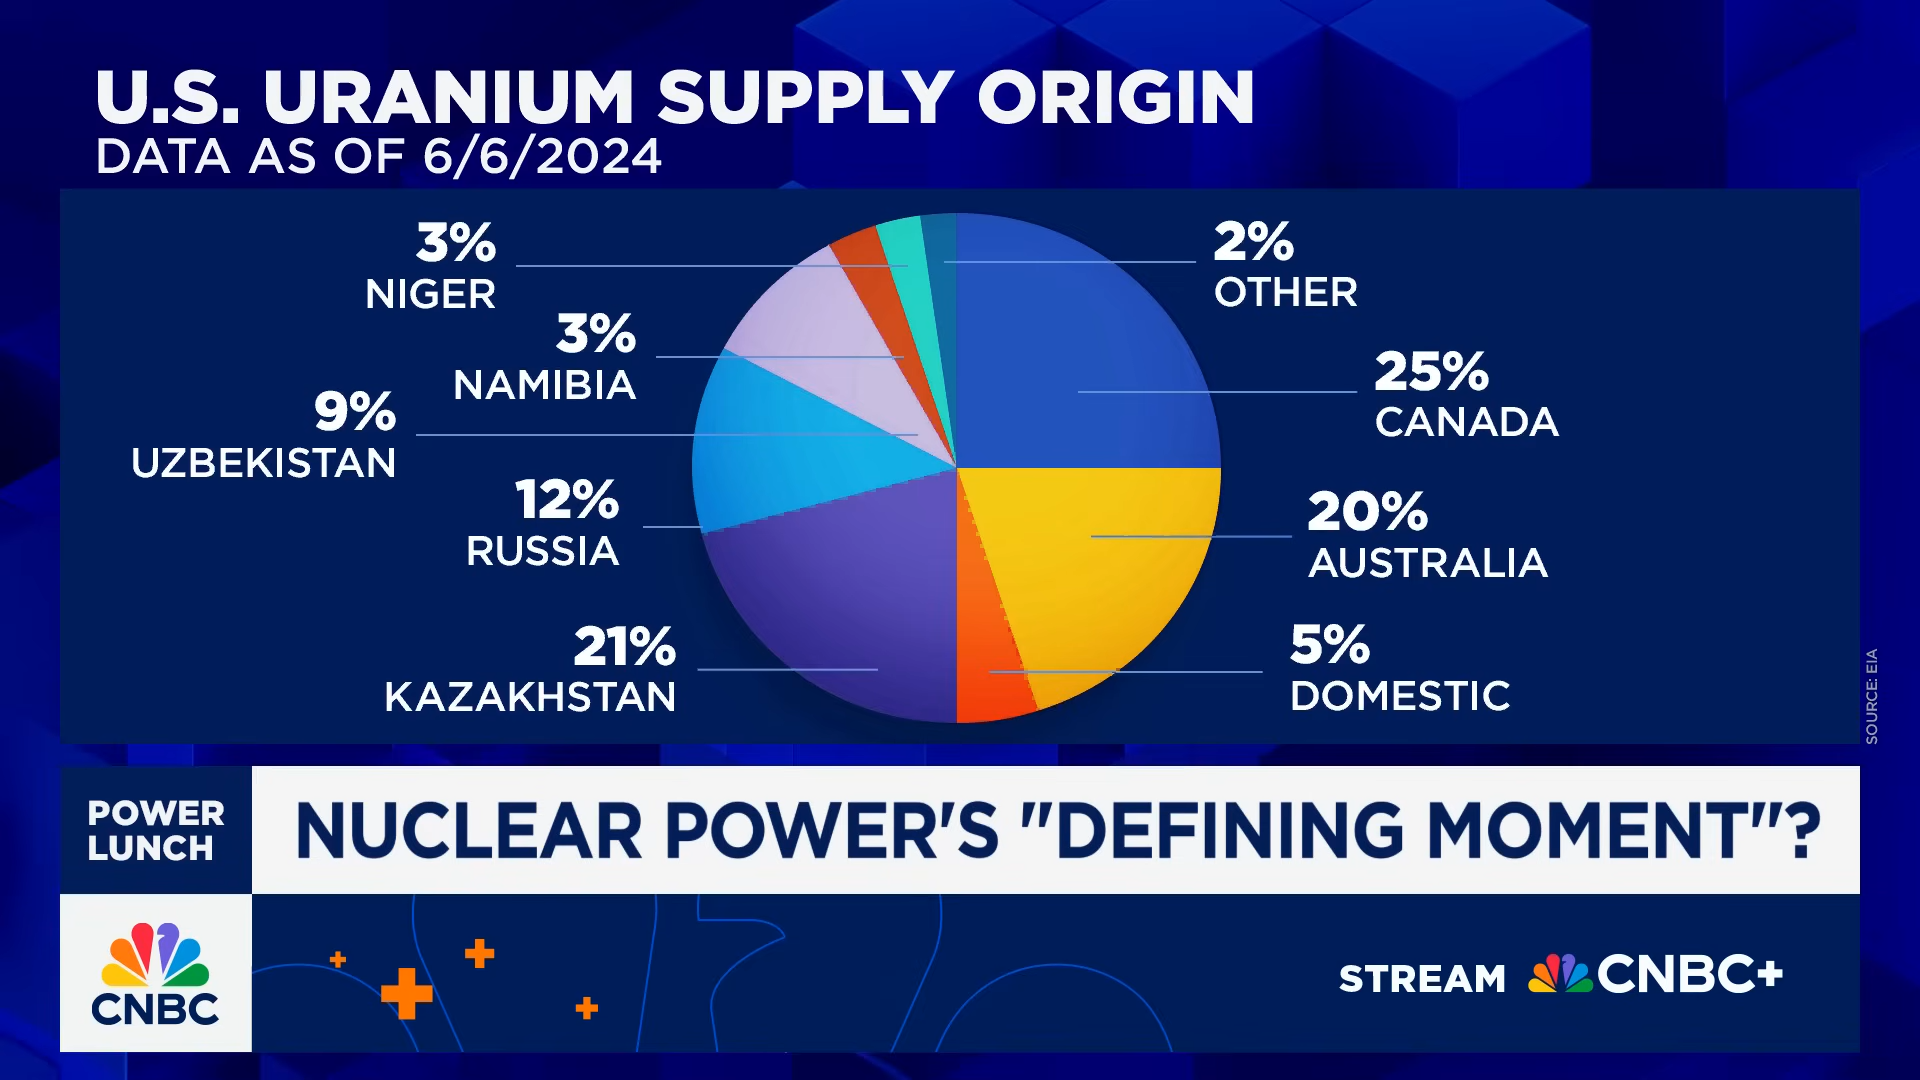 U.S. URANIUM SUPPLY ORIGIN
DATA AS OF 6/6/2024
3%
NIGER
3%
NAMIBIA
9%
UZBEKISTAN
12%
RUSSIA
21%
KAZAKHSTAN
2%
OTHER
25%
CANADA
20%
AUSTRALIA
5%
DOMESTIC
SOURCE: EIA
POWER
LUNCH
NUCLEAR POWER'S "DEFINING MOMENT"?
CNBC
STREAM CNBC+